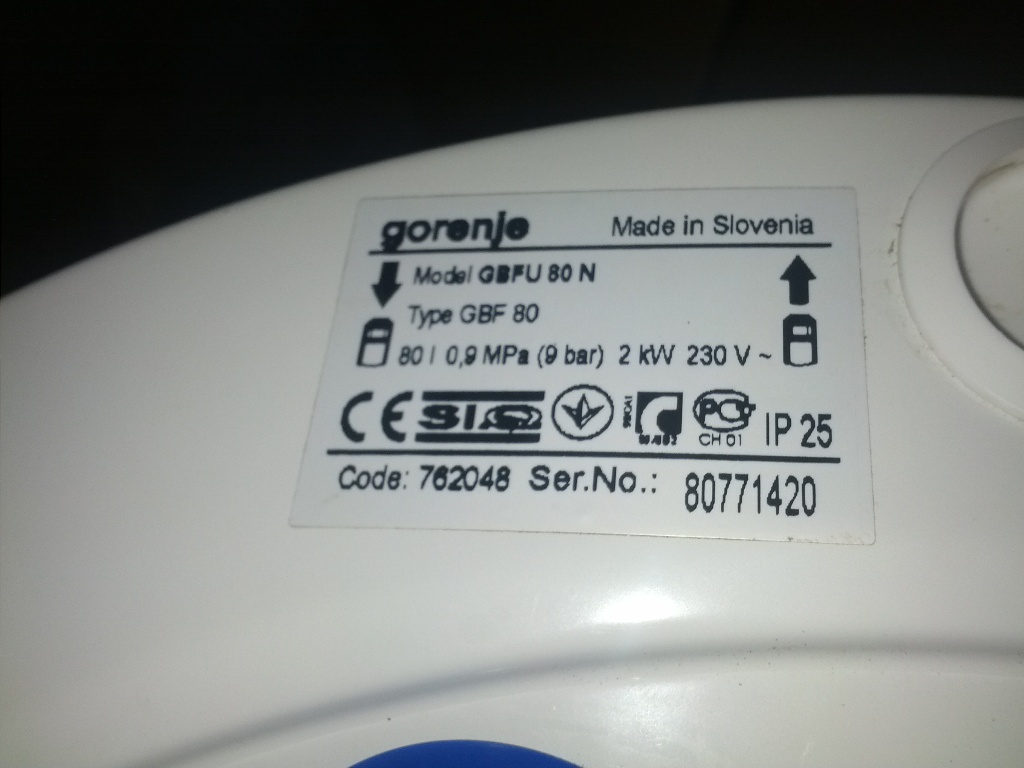 gorenje Made in Slovenia
Model GBFU 80 N
Type GBF 80
80 l 0,9 MPa (9 bar) 2 kW 230 V ~
CE SIQ PCT IP 25
CH 01
Code: 762048 Ser.No.: 80771420